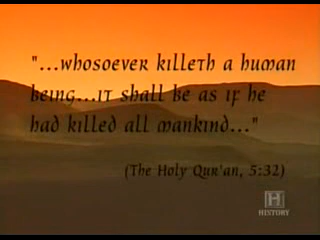 "...whosoever killeth a human
being...it shall be as if he
had killed all mankind..."
(The Holy Qur'an, 5:32)
H
HISTORY